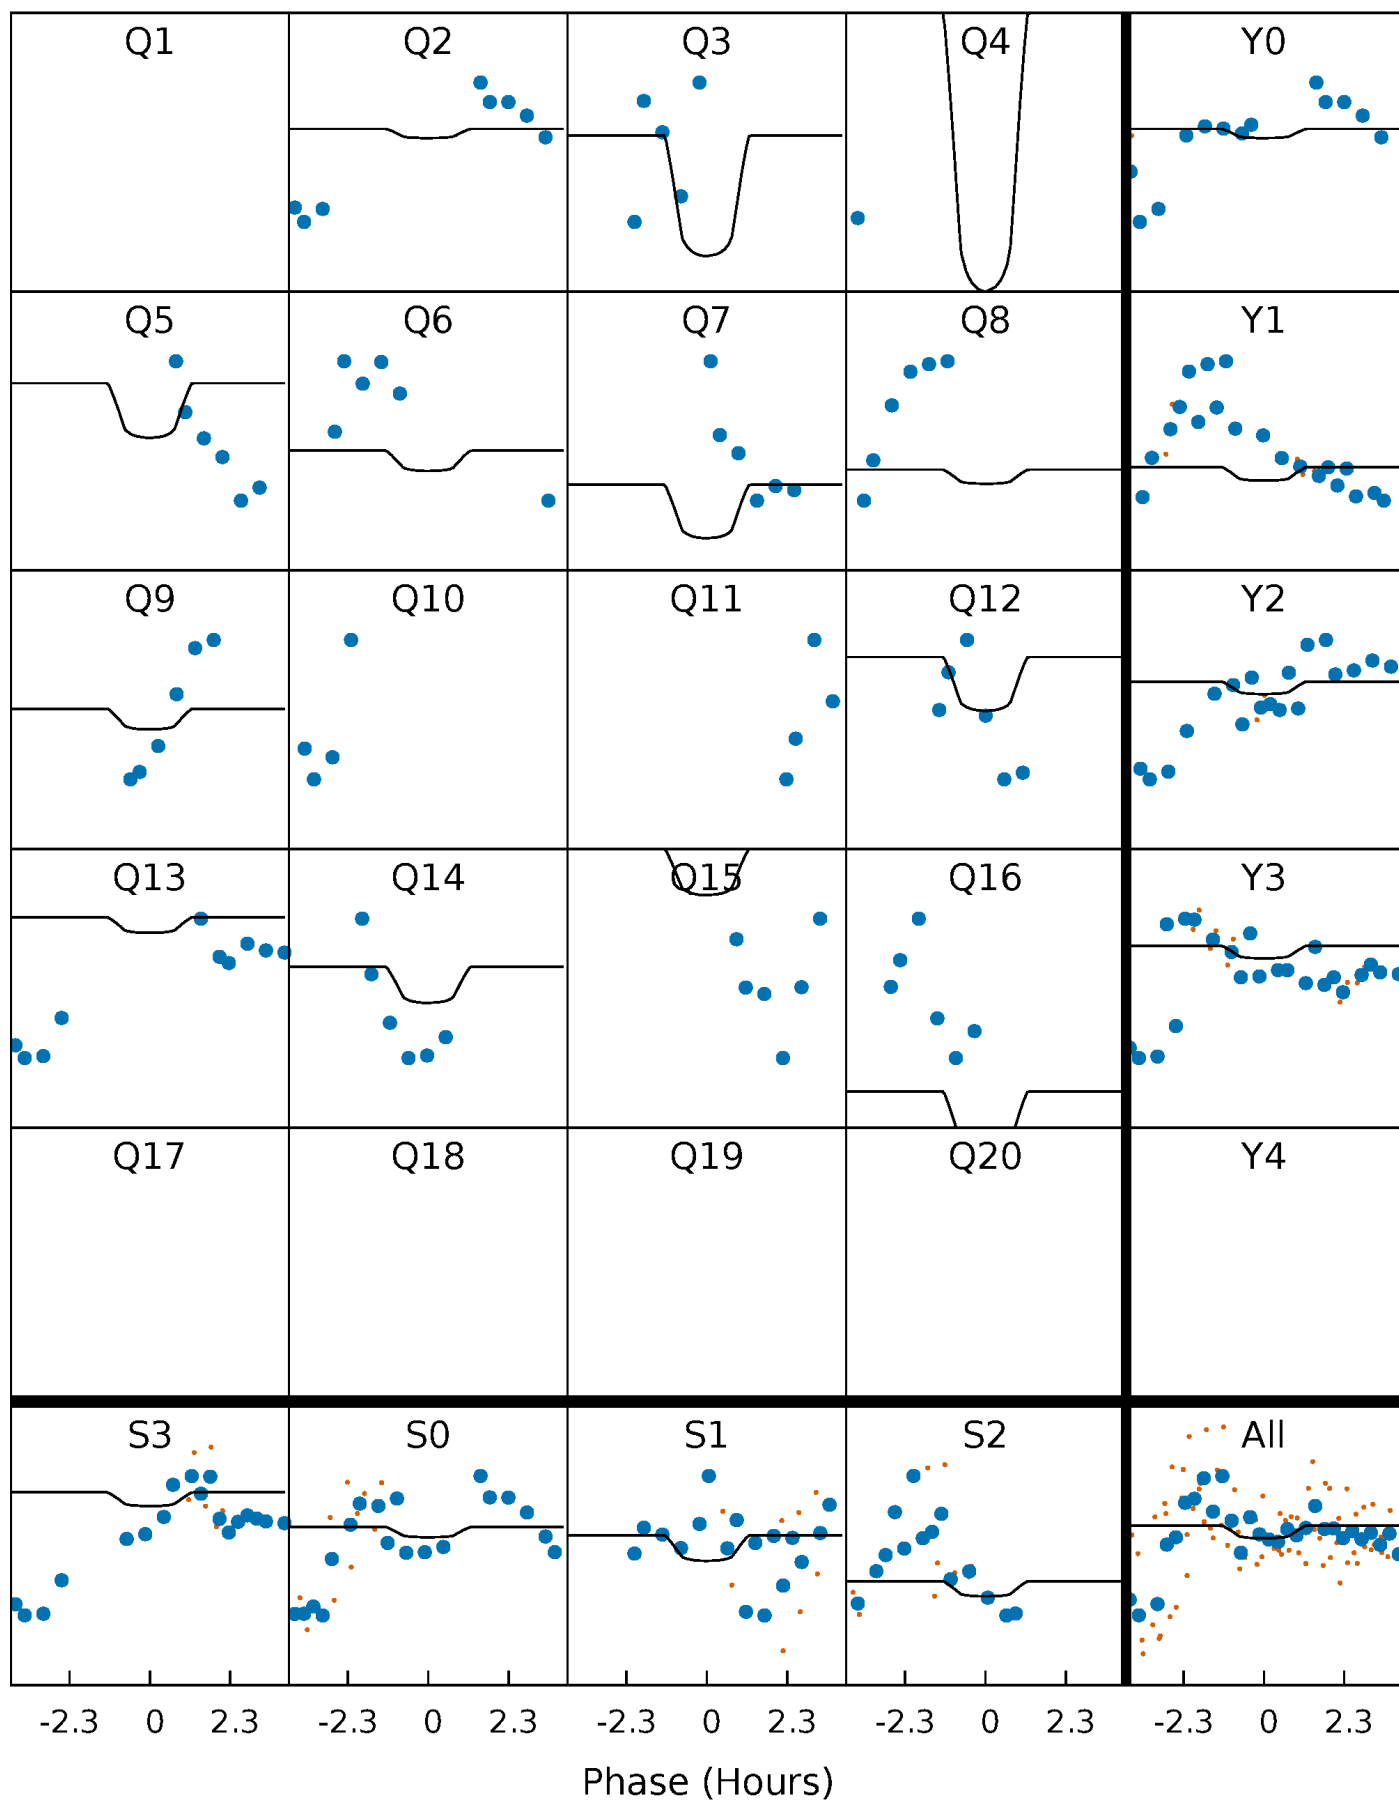 Q1 Q2 Q3 Q4 Y0
Q5 Q6 Q7 Q8 Y1
Q9 Q10 Q11 Q12 Y2
Q13 Q14 Q15 Q16 Y3
Q17 Q18 Q19 Q20 Y4
S3 S0 S1 S2 All
-2.3 0 2.3 -2.3 0 2.3 -2.3 0 2.3 -2.3 0 2.3 -2.3 0 2.3
Phase (Hours)